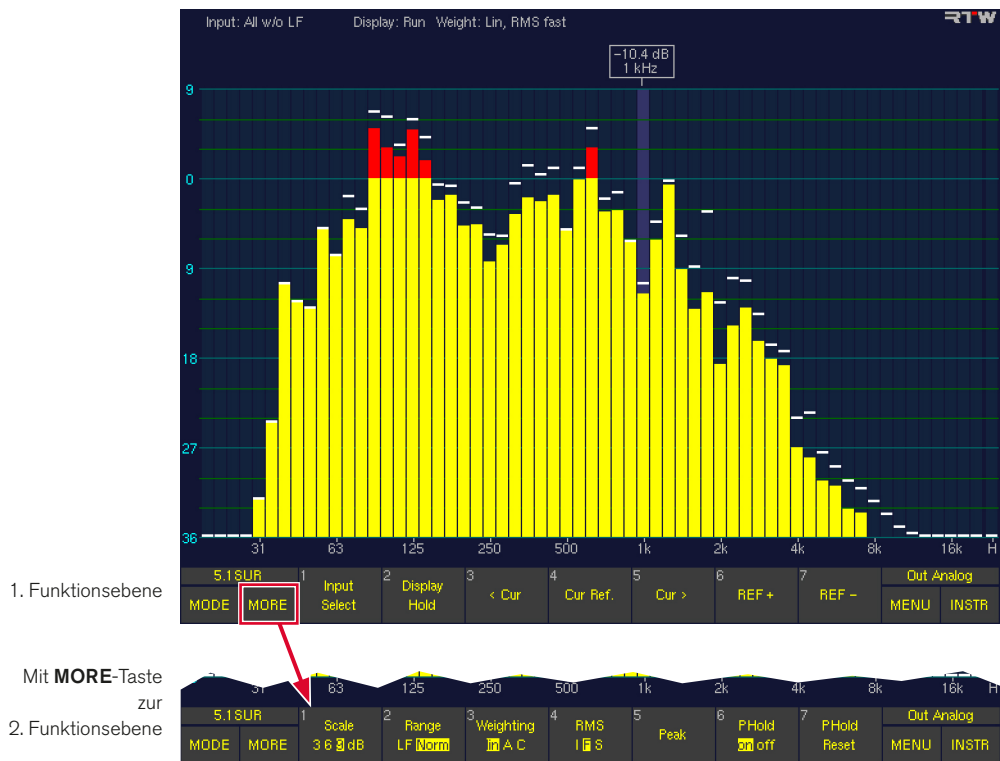 Input: All w/o LF Display: Run Weight: Lin, RMS fast RTW
−10.4 dB
1 kHz
9
0
9
18
27
36
31 63 125 250 500 1k 2k 4k 8k 16k H
1. Funktionsebene
5.1SUR
MODE MORE
1 Input Select
2 Display Hold
3 < Cur
4 Cur Ref.
5 Cur >
6 REF +
7 REF −
Out Analog
MENU INSTR
Mit MORE-Taste
zur
2. Funktionsebene
31 63 125 250 500 1k 2k 4k 8k 16k H
5.1SUR
MODE MORE
1 Scale 3 6 9 dB
2 Range LF Norm
3 Weighting lin A C
4 RMS I F S
5 Peak
6 PHold on off
7 PHold Reset
Out Analog
MENU INSTR